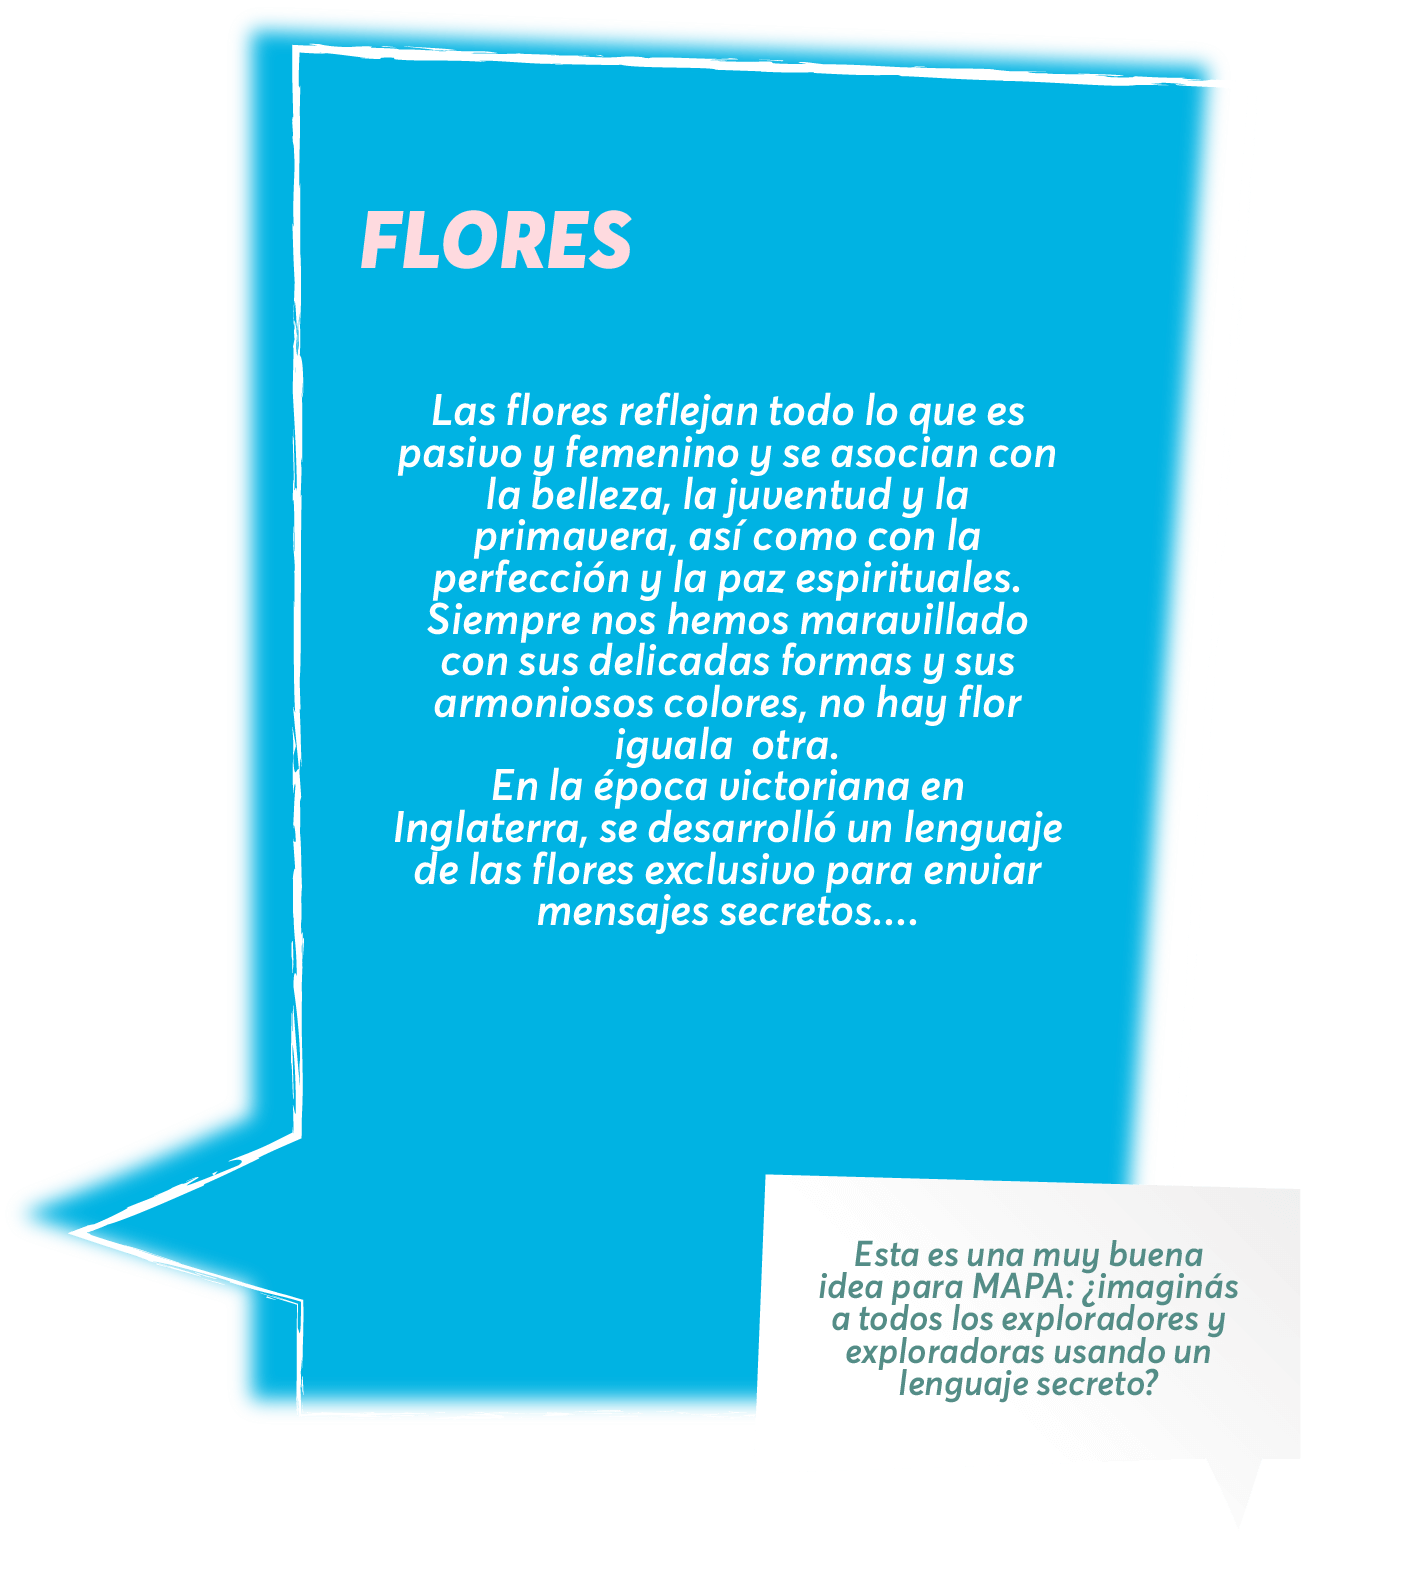 FLORES
Las flores reflejan todo lo que es
pasivo y femenino y se asocian con
la belleza, la juventud y la
primavera, así como con la
perfección y la paz espirituales.
Siempre nos hemos maravillado
con sus delicadas formas y sus
armoniosos colores, no hay flor
iguala  otra.
En la época victoriana en
Inglaterra, se desarrolló un lenguaje
de las flores exclusivo para enviar
mensajes secretos....
Esta es una muy buena
idea para MAPA: ¿imaginás
a todos los exploradores y
exploradoras usando un
lenguaje secreto?